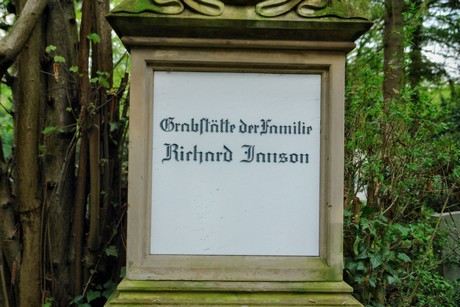 Grabstätte der Familie
Richard Janson